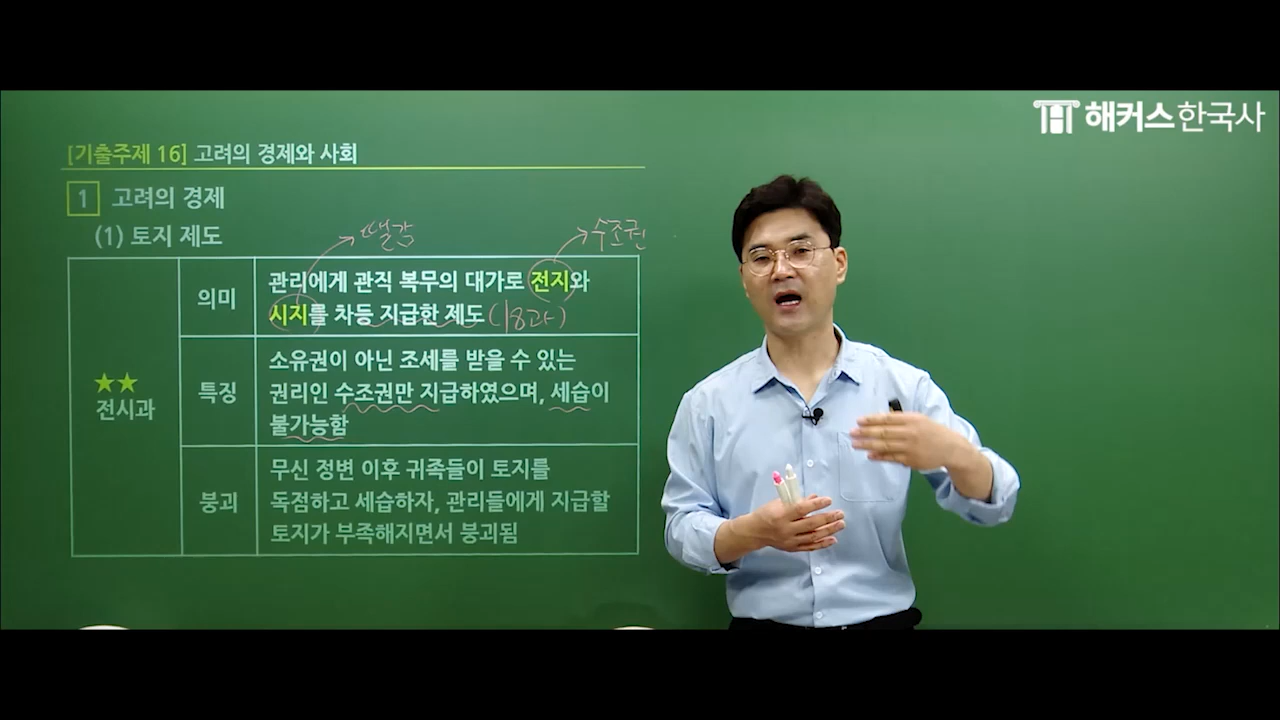 해커스한국사
[기출주제 16] 고려의 경제와 사회
1 고려의 경제
(1) 토지 제도
땔감
수조권
★★
전시과
의미
관리에게 관직 복무의 대가로 전지와
시지를 차등 지급한 제도 (18과)
특징
소유권이 아닌 조세를 받을 수 있는
권리인 수조권만 지급하였으며, 세습이
불가능함
붕괴
무신 정변 이후 귀족들이 토지를
독점하고 세습하자, 관리들에게 지급할
토지가 부족해지면서 붕괴됨